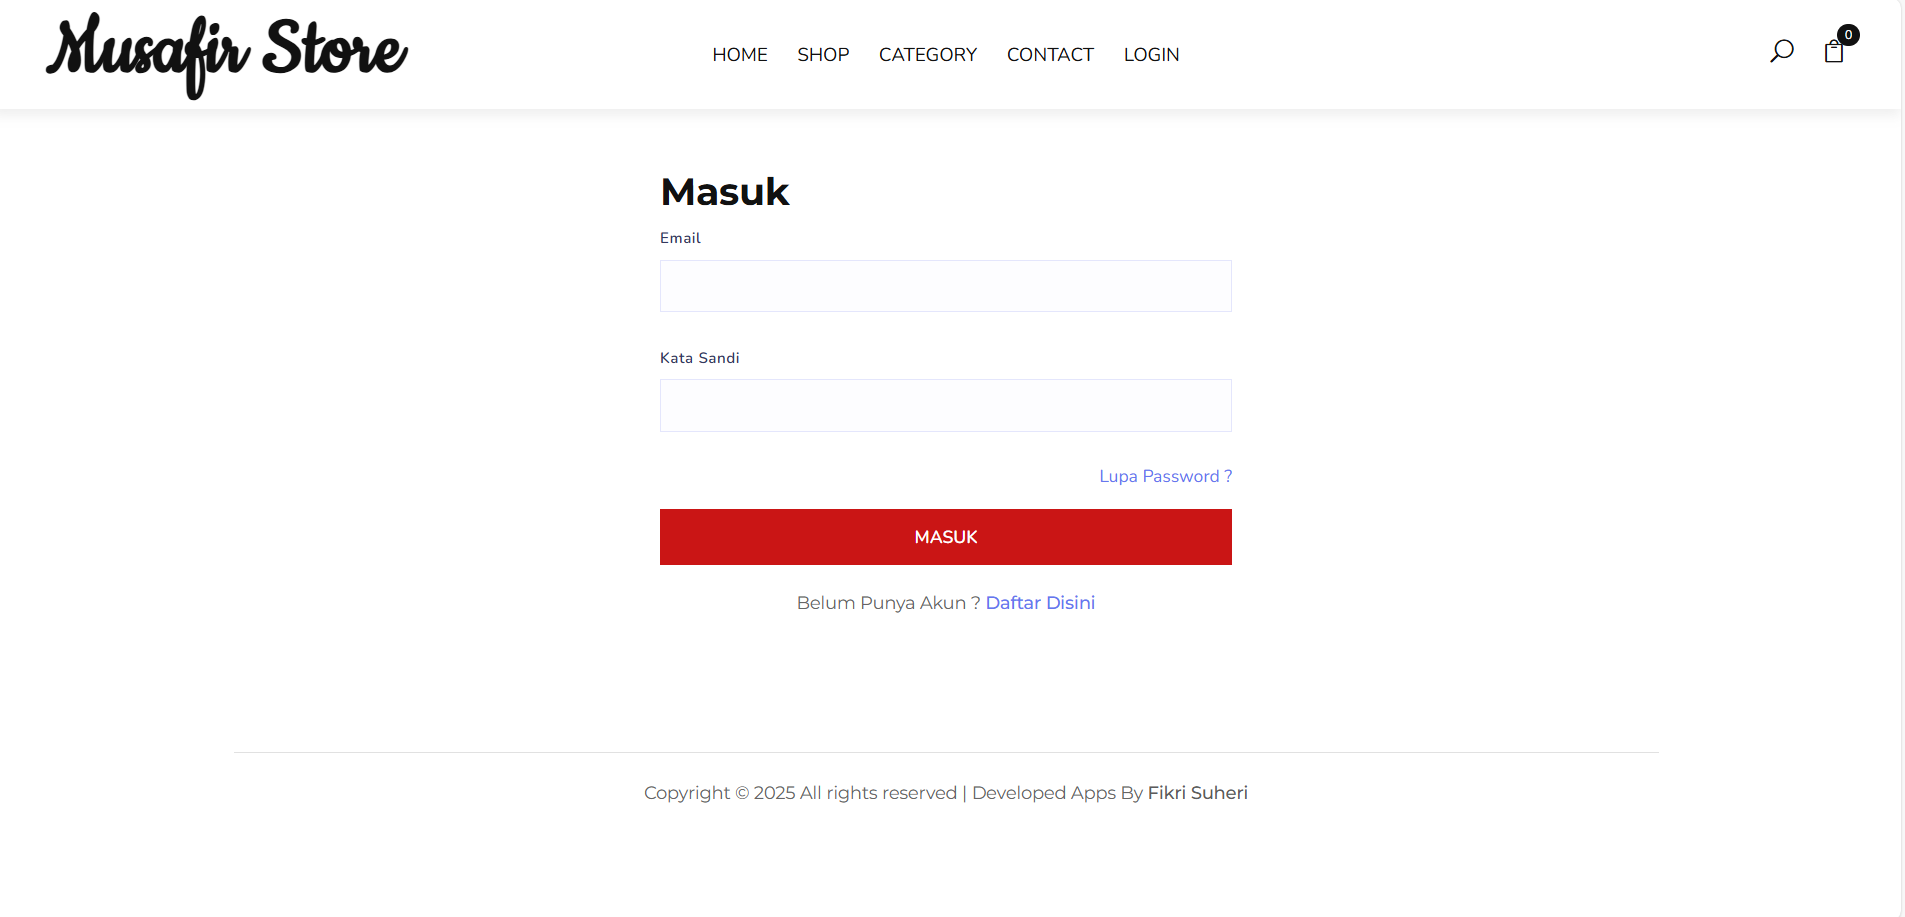 Musafir Store
HOME SHOP CATEGORY CONTACT LOGIN
0
Masuk
Email
Kata Sandi
Lupa Password ?
MASUK
Belum Punya Akun ? Daftar Disini
Copyright © 2025 All rights reserved | Developed Apps By Fikri Suheri